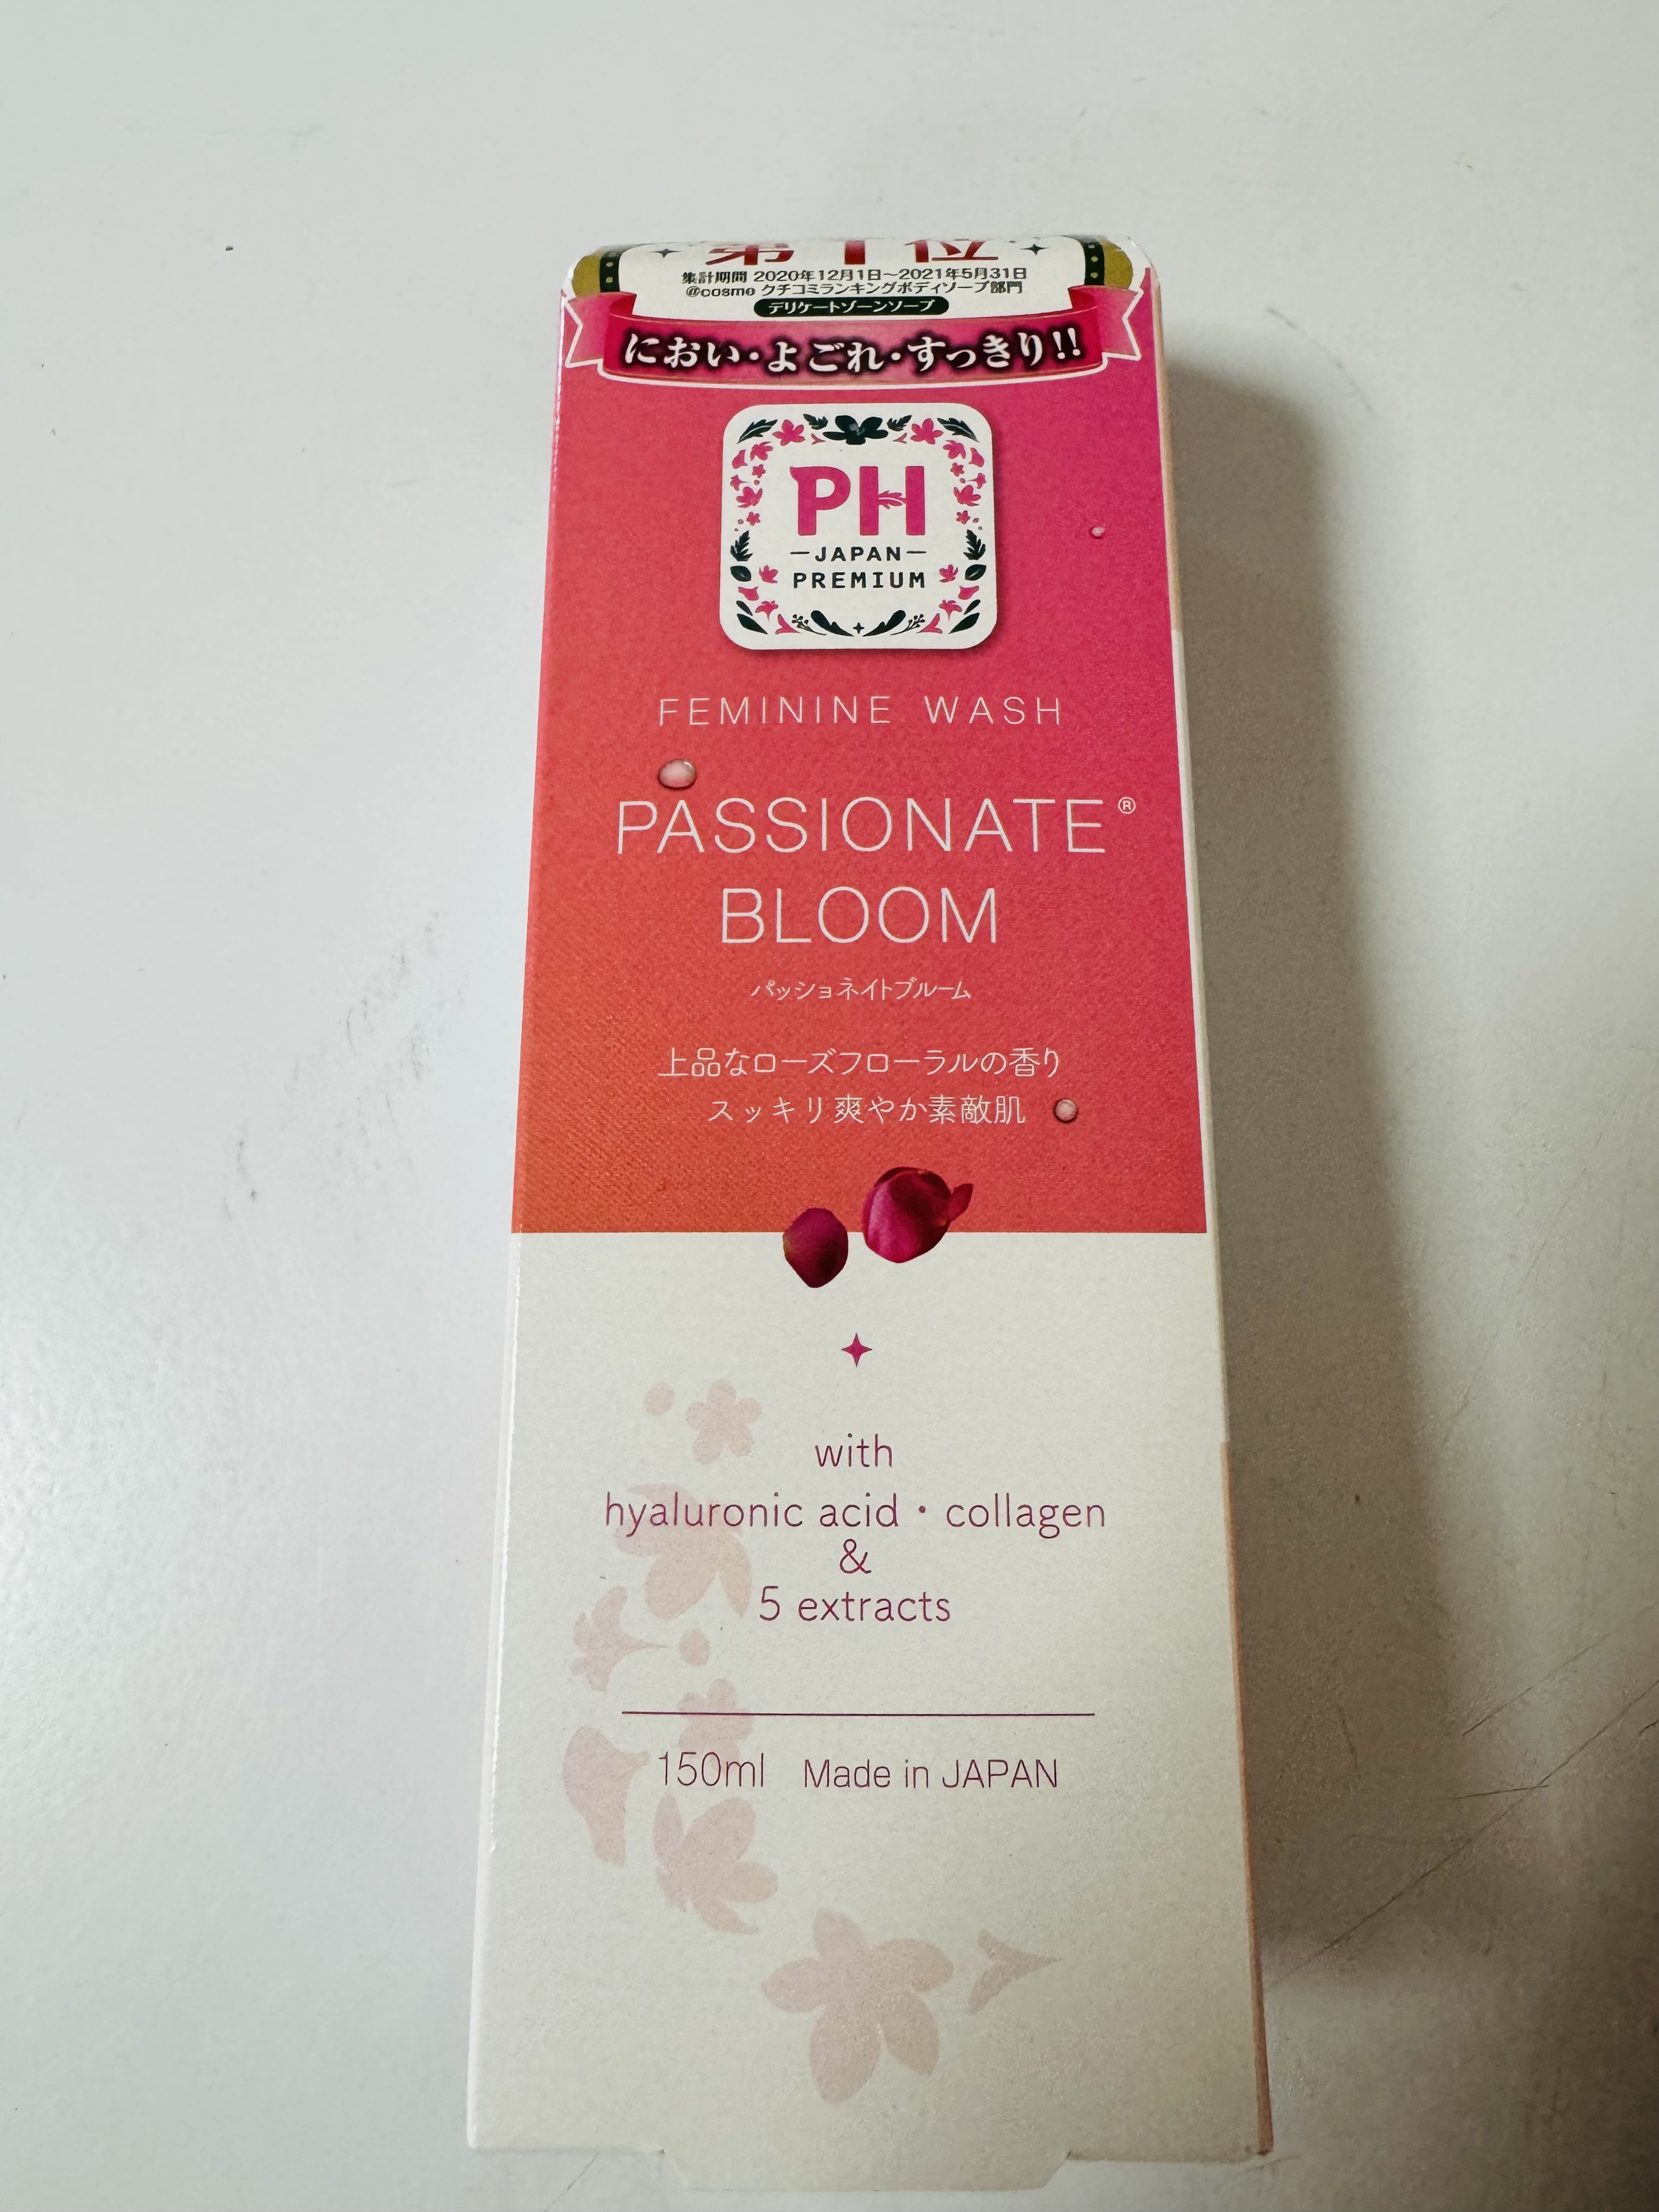 第1位
集計期間 2020年12月1日～2021年5月31日
@cosme クチコミランキングボディソープ部門
デリケートゾーンソープ
におい・よごれ・すっきり!!
PH
JAPAN
PREMIUM
FEMININE WASH
PASSIONATE®
BLOOM
パッショネイトブルーム
上品なローズフローラルの香り
スッキリ爽やか素敵肌
with
hyaluronic acid・collagen
&
5 extracts
150ml Made in JAPAN